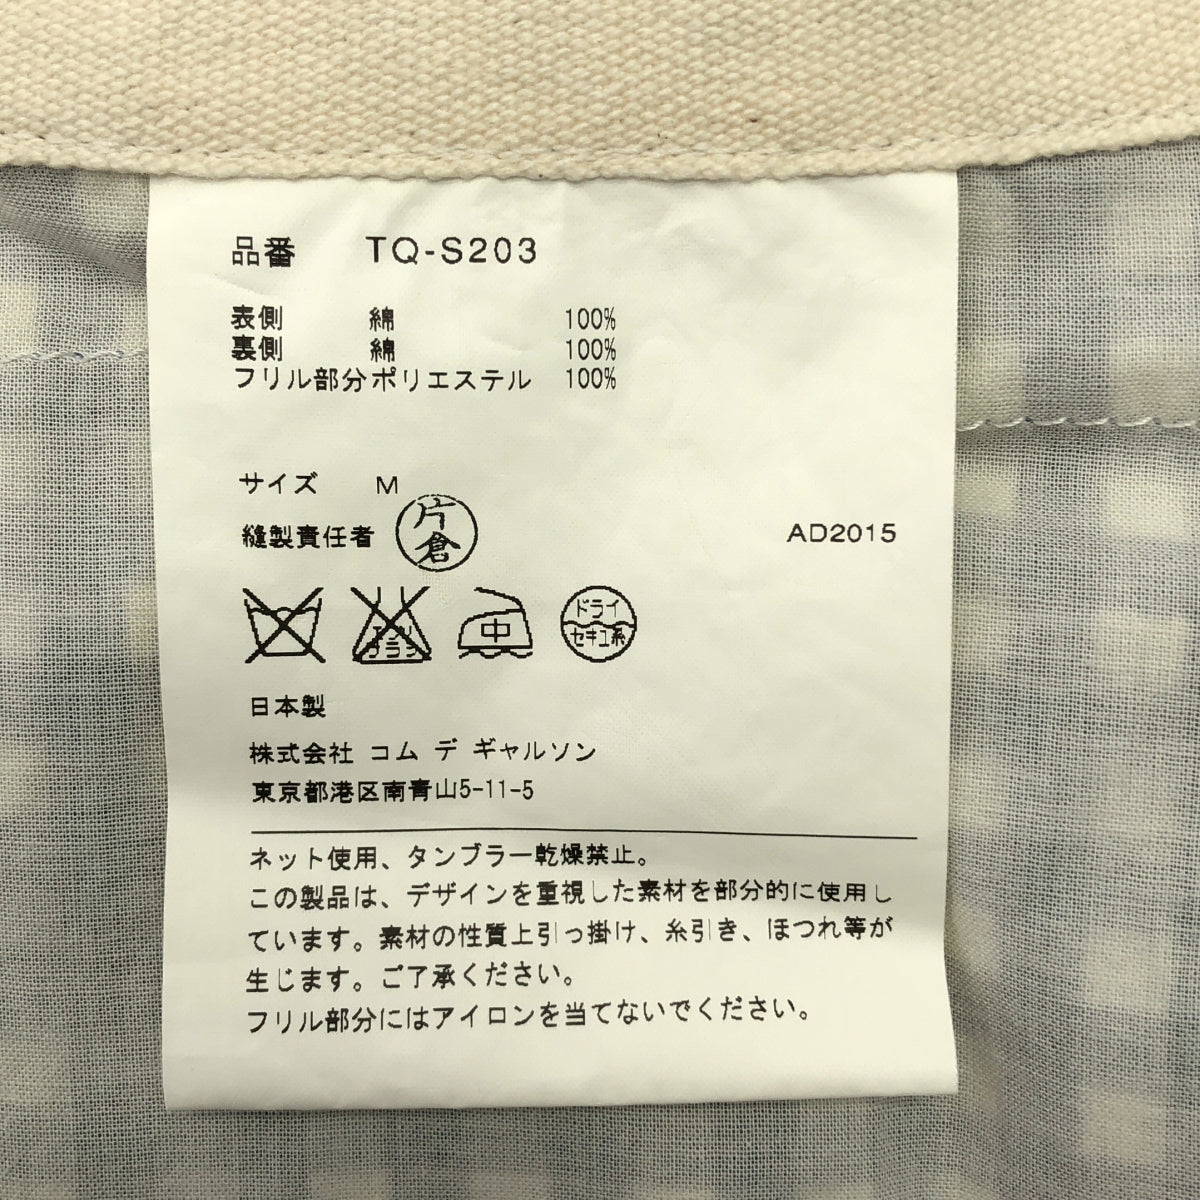 品番 TQ-S203
表側 綿 100%
裏側 綿 100%
フリル部分ポリエステル 100%
サイズ M
縫製責任者 片倉 AD2015
エンソ
サラシ
中
ドライ
セキユ系
日本製
株式会社 コム デ ギャルソン
東京都港区南青山5-11-5
ネット使用、タンブラー乾燥禁止。
この製品は、デザインを重視した素材を部分的に使用し
ています。素材の性質上引っ掛け、糸引き、ほつれ等が
生じます。ご了承ください。
フリル部分にはアイロンを当てないでください。